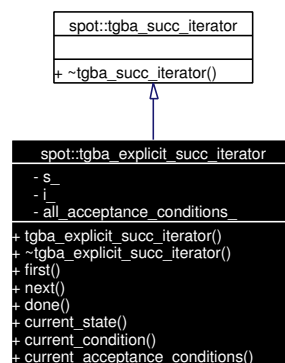 spot::tgba_succ_iterator
+ ~tgba_succ_iterator()
spot::tgba_explicit_succ_iterator
- s_
- i_
- all_acceptance_conditions_
+ tgba_explicit_succ_iterator()
+ ~tgba_explicit_succ_iterator()
+ first()
+ next()
+ done()
+ current_state()
+ current_condition()
+ current_acceptance_conditions()